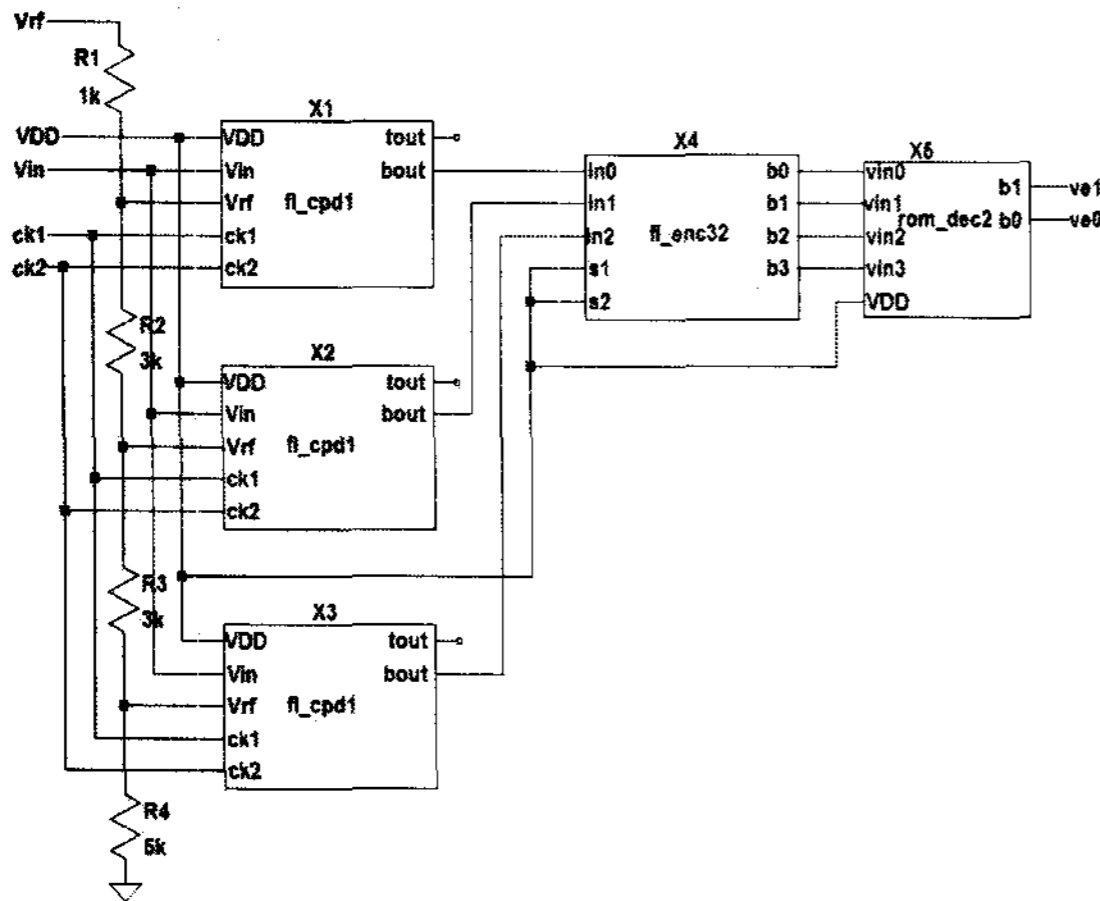 Vrf
R1
1k
VDD
Vin
ck1
ck2
X1
VDD
Vin
Vrf
ck1
ck2
fl_cpd1
tout
bout
R2
3k
X2
VDD
Vin
Vrf
ck1
ck2
fl_cpd1
tout
bout
R3
3k
X3
VDD
Vin
Vrf
ck1
ck2
fl_cpd1
tout
bout
R4
5k
X4
In0
In1
In2
s1
s2
fl_enc32
b0
b1
b2
b3
X5
vin0
vin1
vin2
vin3
VDD
rom_dec2
b1
b0
ve1
ve0